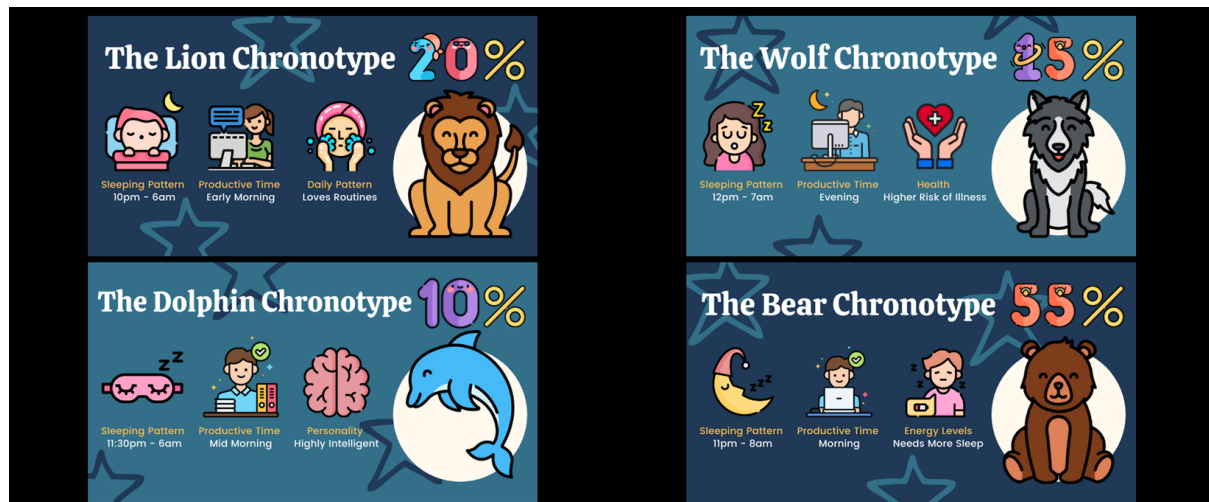 The Lion Chronotype 20%
Sleeping Pattern
10pm - 6am
Productive Time
Early Morning
Daily Pattern
Loves Routines
The Wolf Chronotype 15%
Z
Z
Sleeping Pattern
12pm - 7am
Productive Time
Evening
Health
Higher Risk of Illness
The Dolphin Chronotype 10%
z Z
Sleeping Pattern
11:30pm - 6am
Productive Time
Mid Morning
Personality
Highly Intelligent
The Bear Chronotype 55%
z z z
Sleeping Pattern
11pm - 8am
Productive Time
Morning
z z
z z
Energy Levels
Needs More Sleep